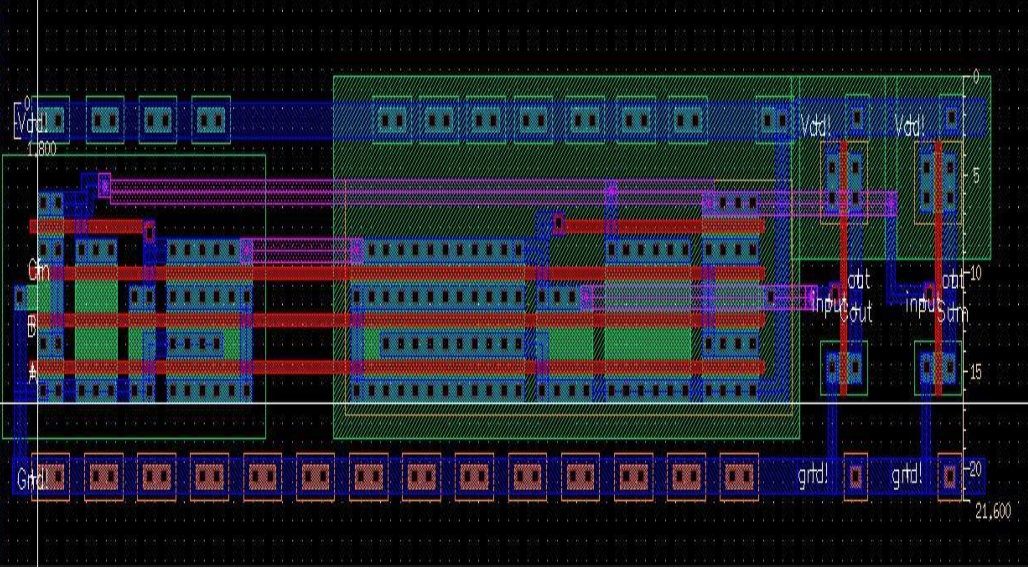 0
Vdd!
1,800
Vdd!
Vdd!
0
5
Cin
10
out
out
input
input
Cout
Sum
B
A
15
Gnd!
gnd!
gnd!
20
21,600